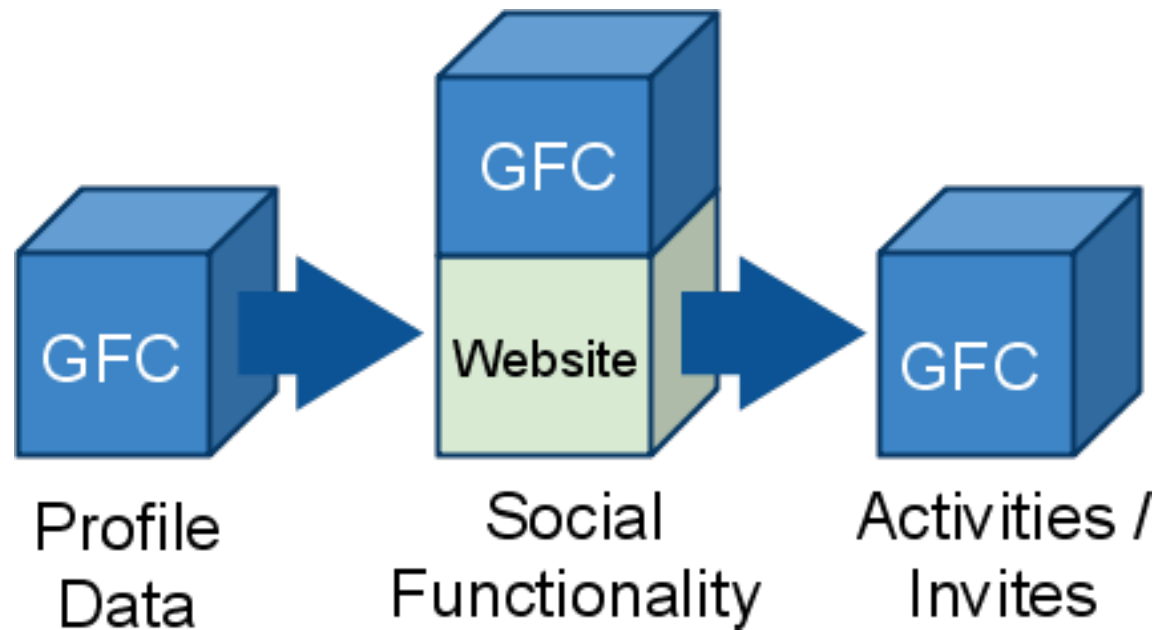 GFC
GFC
Website
GFC
Profile
Data
Social
Functionality
Activities /
Invites